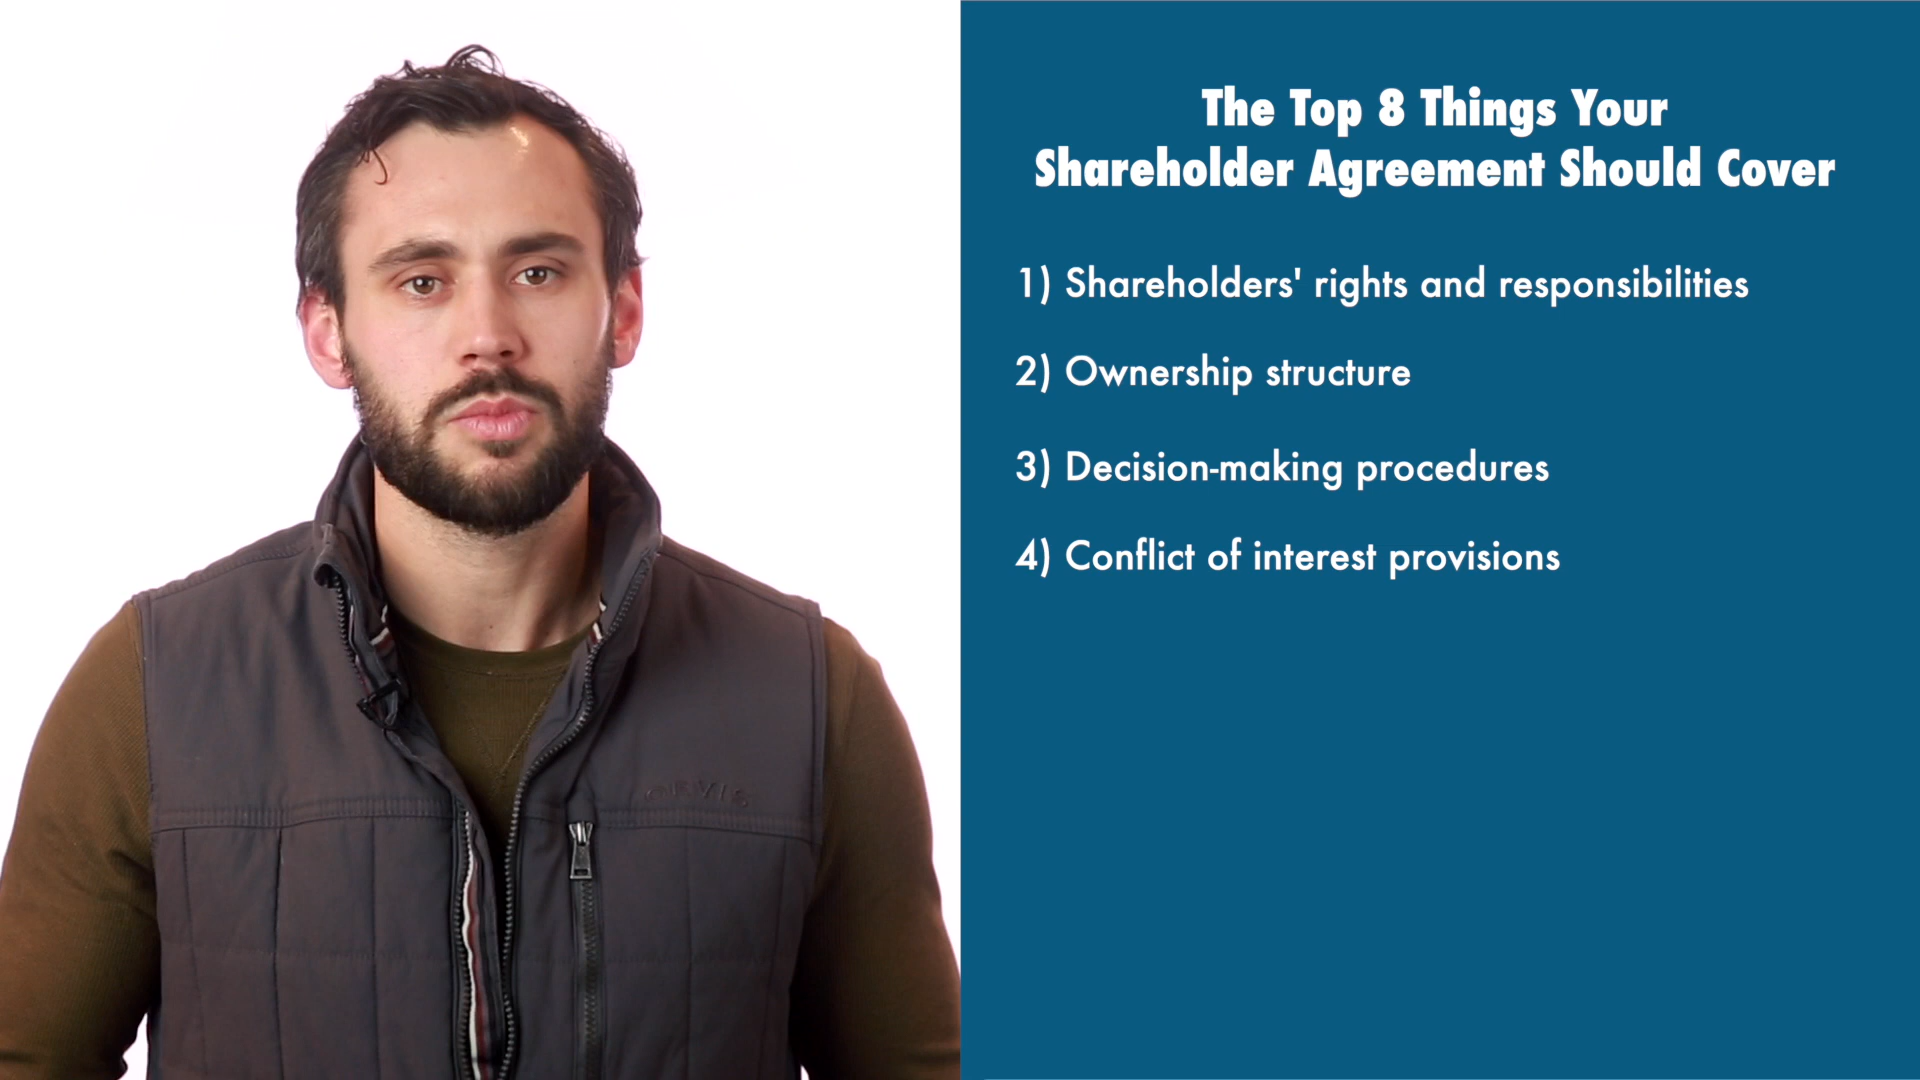 The Top 8 Things Your
Shareholder Agreement Should Cover
1) Shareholders' rights and responsibilities
2) Ownership structure
3) Decision-making procedures
4) Conflict of interest provisions
ORVIS